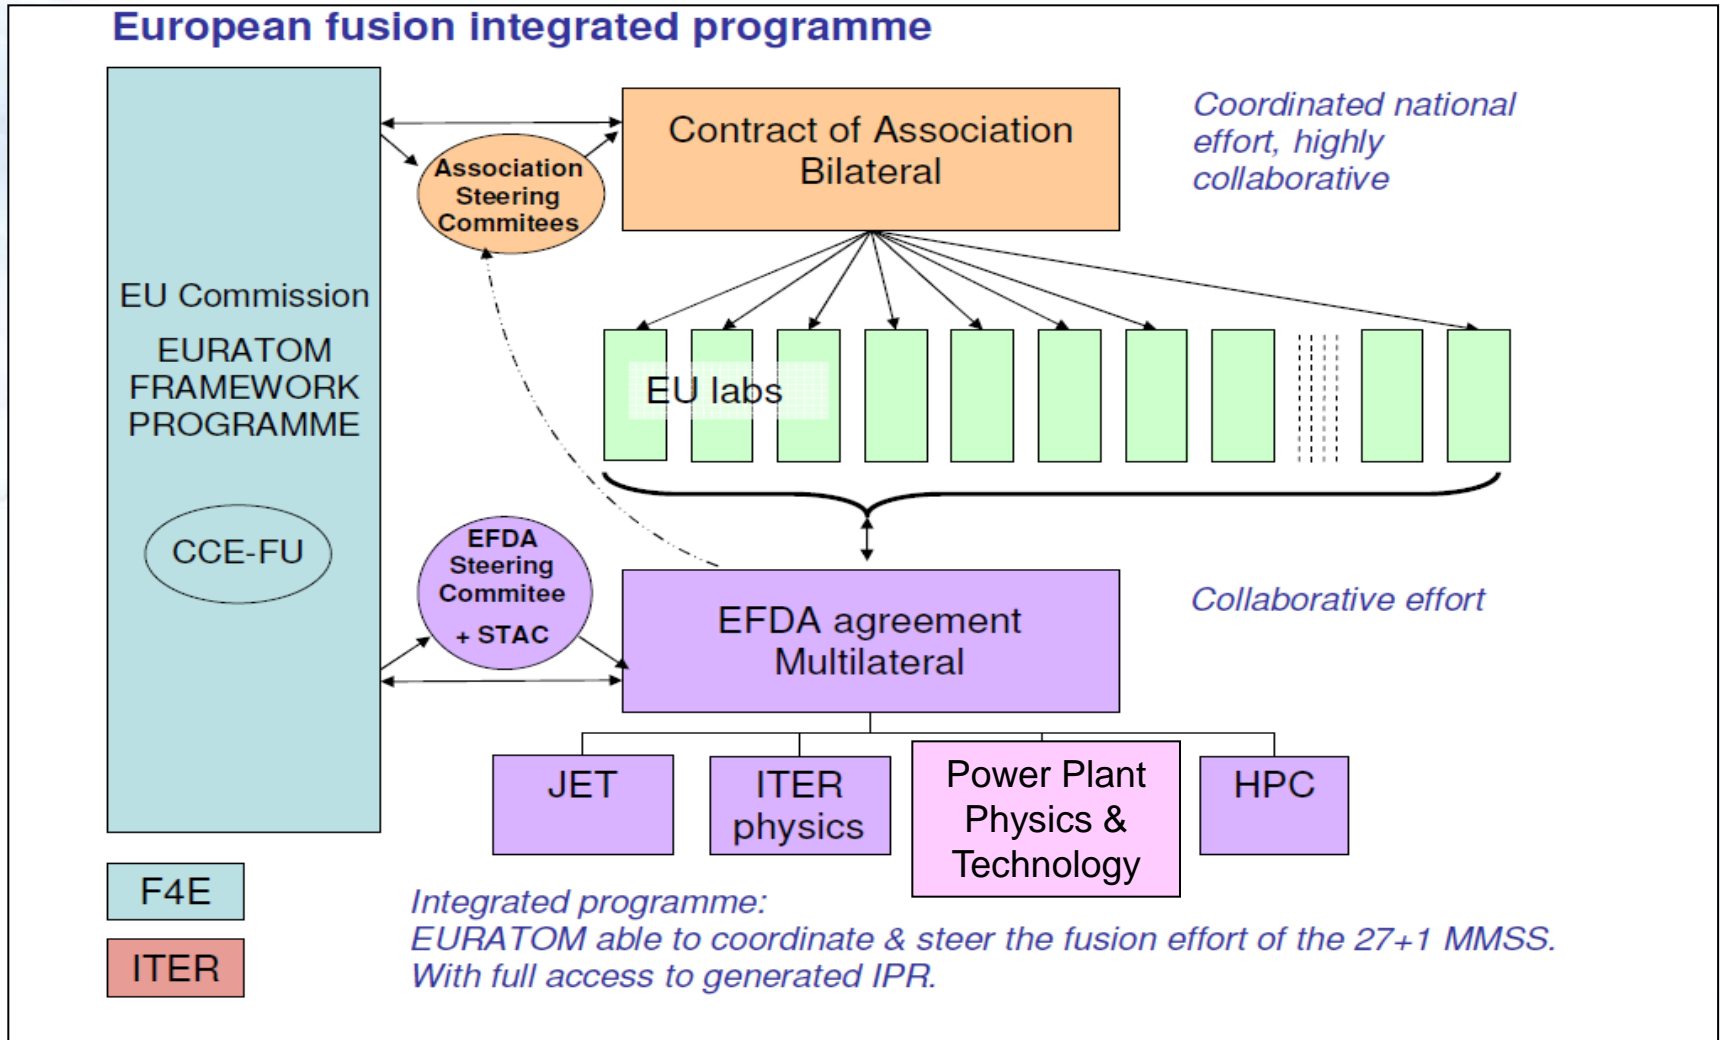 European fusion integrated programme
Contract of Association
Bilateral
Coordinated national
effort, highly
collaborative
Association
Steering
Commitees
EU Commission
EURATOM
FRAMEWORK
PROGRAMME
EU labs
CCE-FU
EFDA
Steering
Commitee
+ STAC
EFDA agreement
Multilateral
Collaborative effort
JET
ITER
physics
Power Plant
Physics &
Technology
HPC
F4E
ITER
Integrated programme:
EURATOM able to coordinate & steer the fusion effort of the 27+1 MMSS.
With full access to generated IPR.